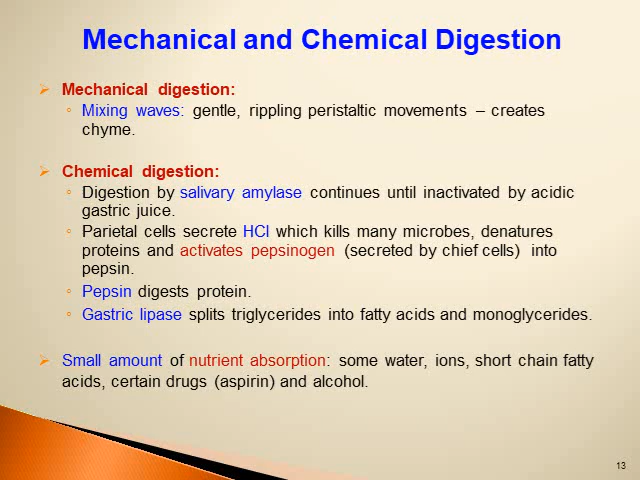 Mechanical and Chemical Digestion
Mechanical digestion:
Mixing waves: gentle, rippling peristaltic movements – creates
chyme.
Chemical digestion:
Digestion by salivary amylase continues until inactivated by acidic
gastric juice.
Parietal cells secrete HCl which kills many microbes, denatures
proteins and activates pepsinogen (secreted by chief cells) into
pepsin.
Pepsin digests protein.
Gastric lipase splits triglycerides into fatty acids and monoglycerides.
Small amount of nutrient absorption: some water, ions, short chain fatty
acids, certain drugs (aspirin) and alcohol.
13